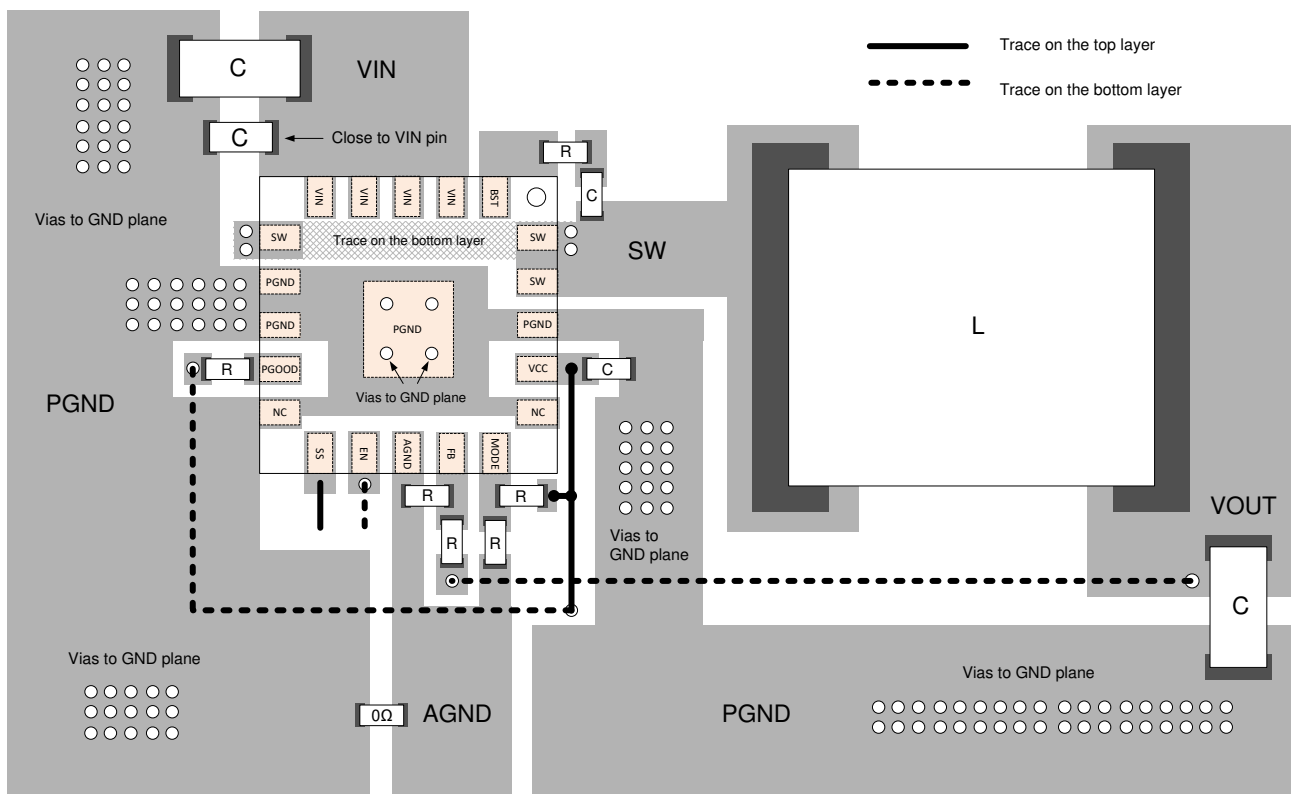 Trace on the top layer
Trace on the bottom layer
C
VIN
C
Close to VIN pin
R
C
Vias to GND plane
VIN
VIN
VIN
VIN
BST
SW
Trace on the bottom layer
SW
SW
PGND
SW
PGND
PGND
PGND
L
R
PGOOD
VCC
C
PGND
Vias to GND plane
NC
NC
SS
EN
AGND
FB
MODE
R
R
VOUT
R
R
Vias to
GND plane
C
Vias to GND plane
Vias to GND plane
0Ω
AGND
PGND